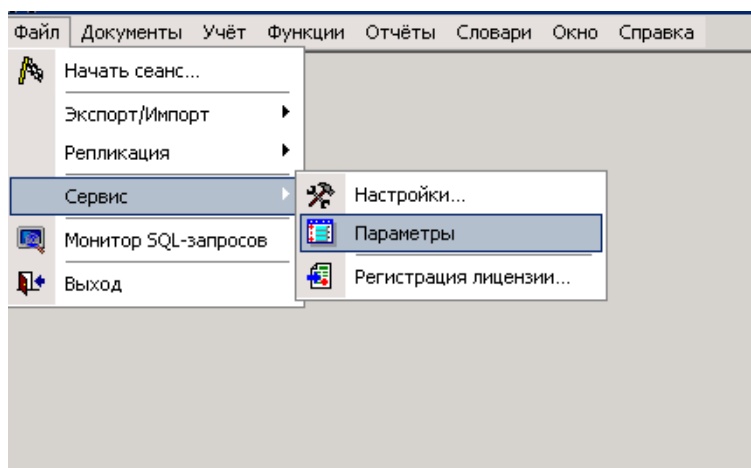 Файл Документы Учёт Функции Отчёты Словари Окно Справка
Начать сеанс...
Экспорт/Импорт
Репликация
Сервис
Настройки...
Параметры
Монитор SQL-запросов
Регистрация лицензии...
Выход